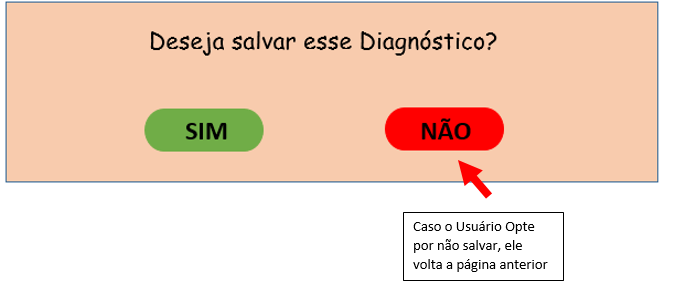 Deseja salvar esse Diagnóstico?
SIM
NÃO
Caso o Usuário Opte
por não salvar, ele
volta a página anterior